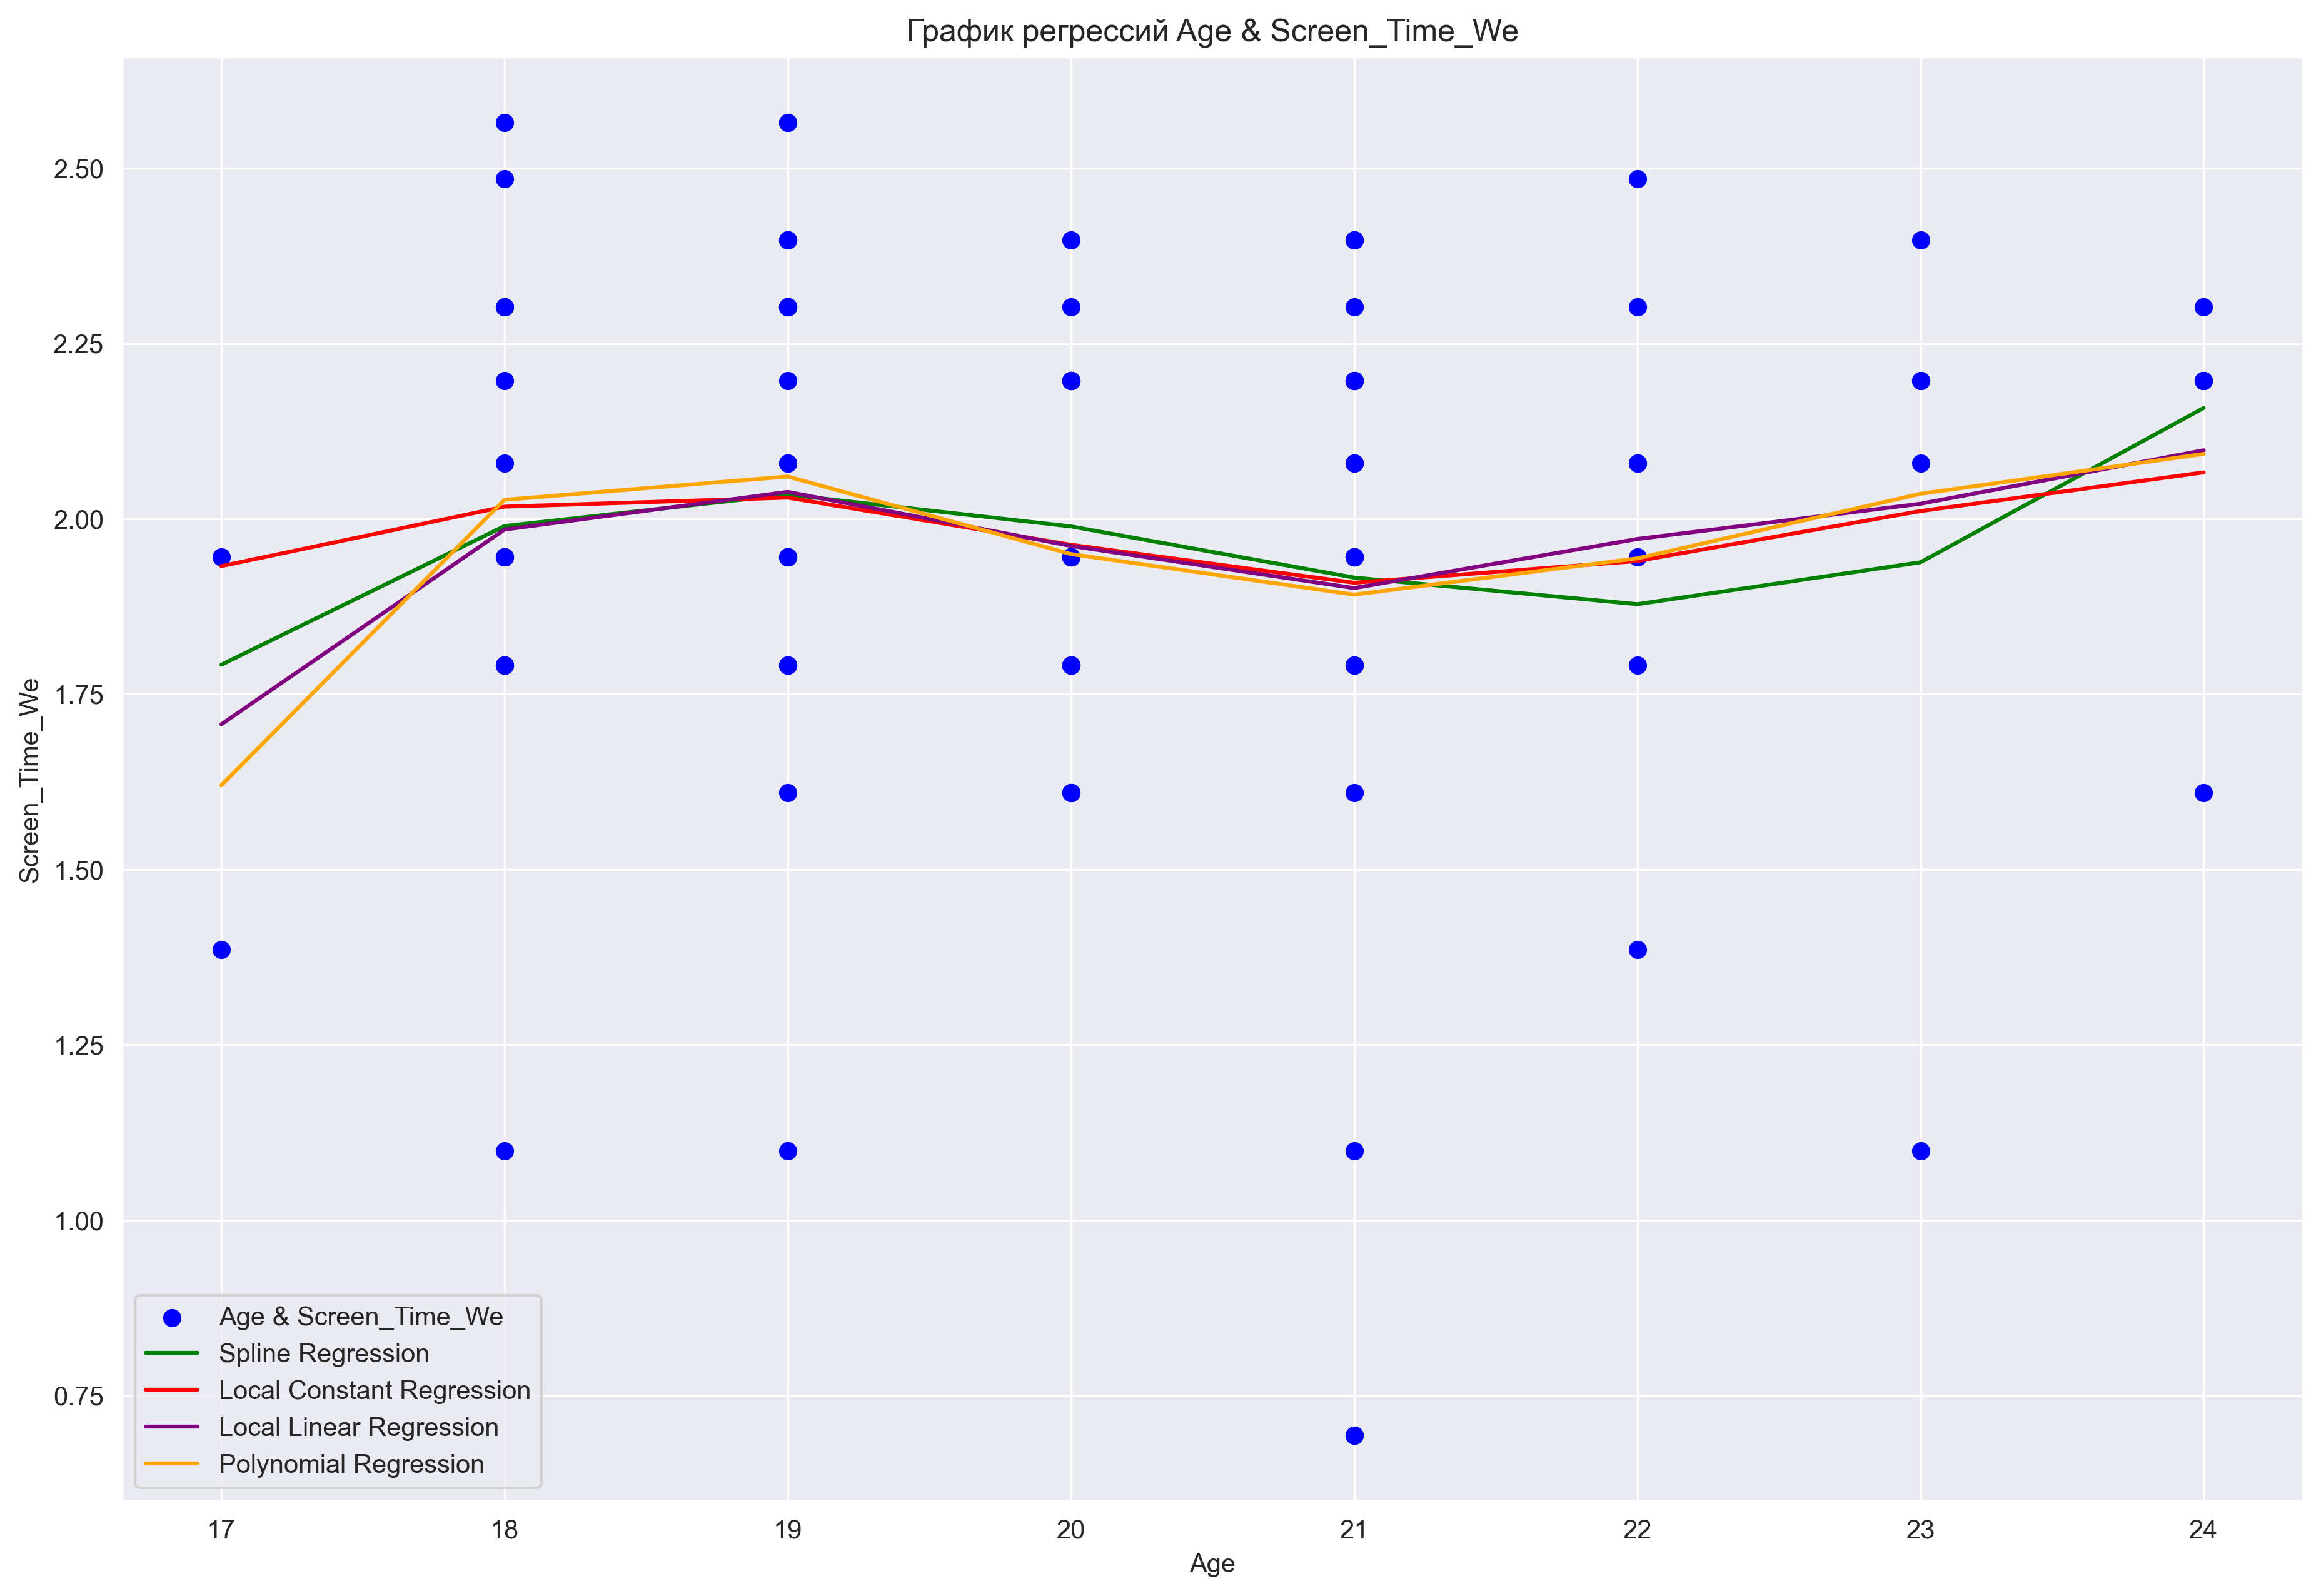 График регрессий Age & Screen_Time_We
Screen_Time_We
2.50
2.25
2.00
1.75
1.50
1.25
1.00
0.75
Age & Screen_Time_We
Spline Regression
Local Constant Regression
Local Linear Regression
Polynomial Regression
17 18 19 20 21 22 23 24
Age